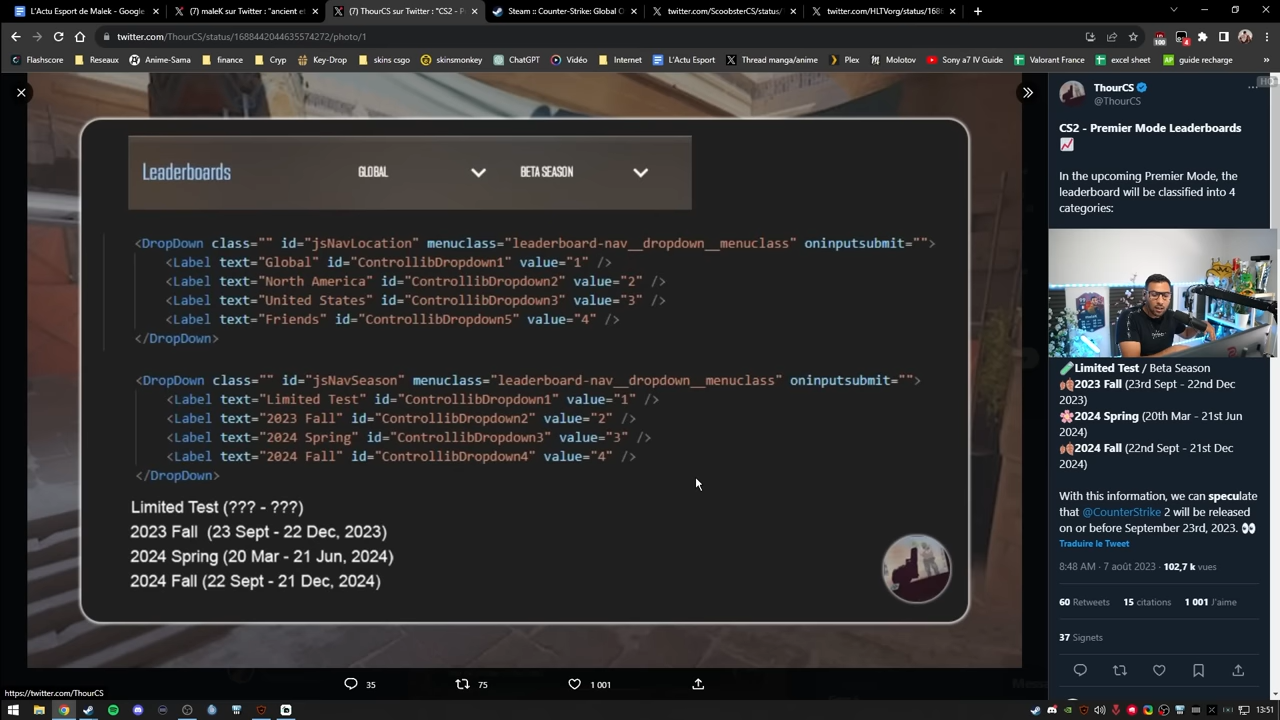 L'Actu Esport de Malek - Google
(7) maleK sur Twitter : "ancient et
(7) ThourCS sur Twitter : "CS2 - P
Steam :: Counter-Strike: Global O
twitter.com/ScoobsterCS/status/
twitter.com/HLTVorg/status/168
twitter.com/ThourCS/status/1688442044635574272/photo/1
100
4
Flashscore
Reseaux
Anime-Sama
finance
Cryp
Key-Drop
skins csgo
skinsmonkey
ChatGPT
Vidéo
Internet
L'Actu Esport
Thread manga/anime
Plex
Molotov
Sony a7 IV Guide
Valorant France
excel sheet
guide recharge
Leaderboards
GLOBAL
BETA SEASON
<DropDown class="" id="jsNavLocation" menuclass="leaderboard-nav__dropdown__menuclass" oninputsubmit="">
<Label text="Global" id="ControllibDropdown1" value="1" />
<Label text="North America" id="ControllibDropdown2" value="2" />
<Label text="United States" id="ControllibDropdown3" value="3" />
<Label text="Friends" id="ControllibDropdown5" value="4" />
</DropDown>
<DropDown class="" id="jsNavSeason" menuclass="leaderboard-nav__dropdown__menuclass" oninputsubmit="">
<Label text="Limited Test" id="ControllibDropdown1" value="1" />
<Label text="2023 Fall" id="ControllibDropdown2" value="2" />
<Label text="2024 Spring" id="ControllibDropdown3" value="3" />
<Label text="2024 Fall" id="ControllibDropdown4" value="4" />
</DropDown>
Limited Test (??? - ???)
2023 Fall (23 Sept - 22 Dec, 2023)
2024 Spring (20 Mar - 21 Jun, 2024)
2024 Fall (22 Sept - 21 Dec, 2024)
35
75
1 001
https://twitter.com/ThourCS
ThourCS
@ThourCS
CS2 - Premier Mode Leaderboards
📈
In the upcoming Premier Mode, the
leaderboard will be classified into 4
categories:
Limited Test / Beta Season
2023 Fall (23rd Sept - 22nd Dec
2023)
2024 Spring (20th Mar - 21st Jun
2024)
2024 Fall (22nd Sept - 21st Dec
2024)
With this information, we can speculate
that @CounterStrike 2 will be released
on or before September 23rd, 2023. 👀
Traduire le Tweet
8:48 AM · 7 août 2023 · 102,7 k vues
60 Retweets 15 citations 1 001 J'aime
37 Signets
13:51